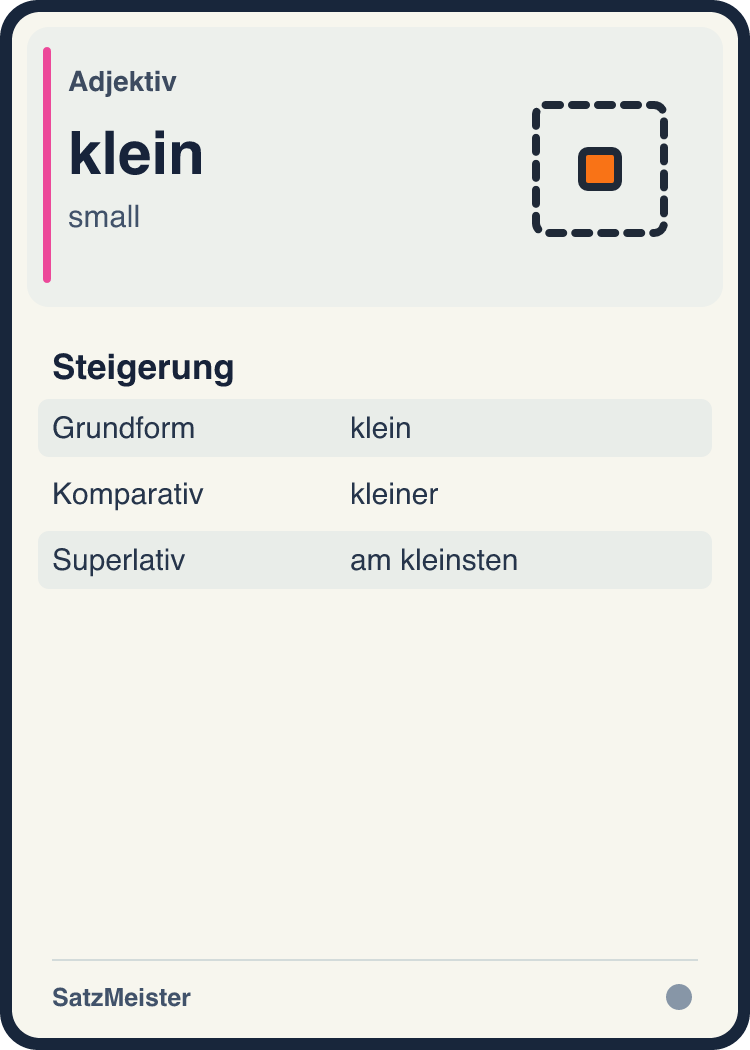 Adjektiv
klein
small
Steigerung
Grundform klein
Komparativ kleiner
Superlativ am kleinsten
SatzMeister